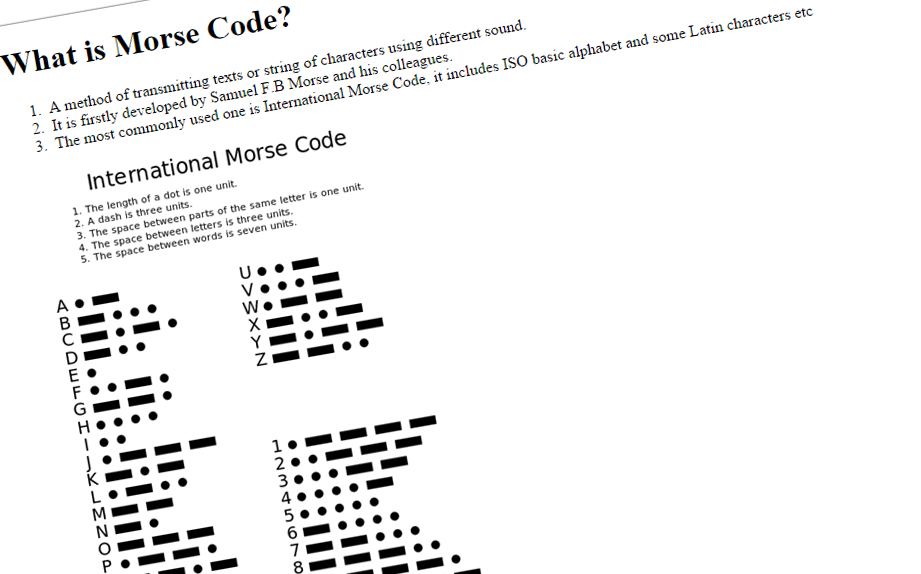 What is Morse Code?
1. A method of transmitting texts or string of characters using different sound.
2. It is firstly developed by Samuel F.B Morse and his colleagues.
3. The most commonly used one is International Morse Code, it includes ISO basic alphabet and some Latin characters etc
International Morse Code
1. The length of a dot is one unit.
2. A dash is three units.
3. The space between parts of the same letter is one unit.
4. The space between letters is three units.
5. The space between words is seven units.
A
B
C
D
E
F
G
H
I
J
K
L
M
N
O
P
U
V
W
X
Y
Z
1
2
3
4
5
6
7
8